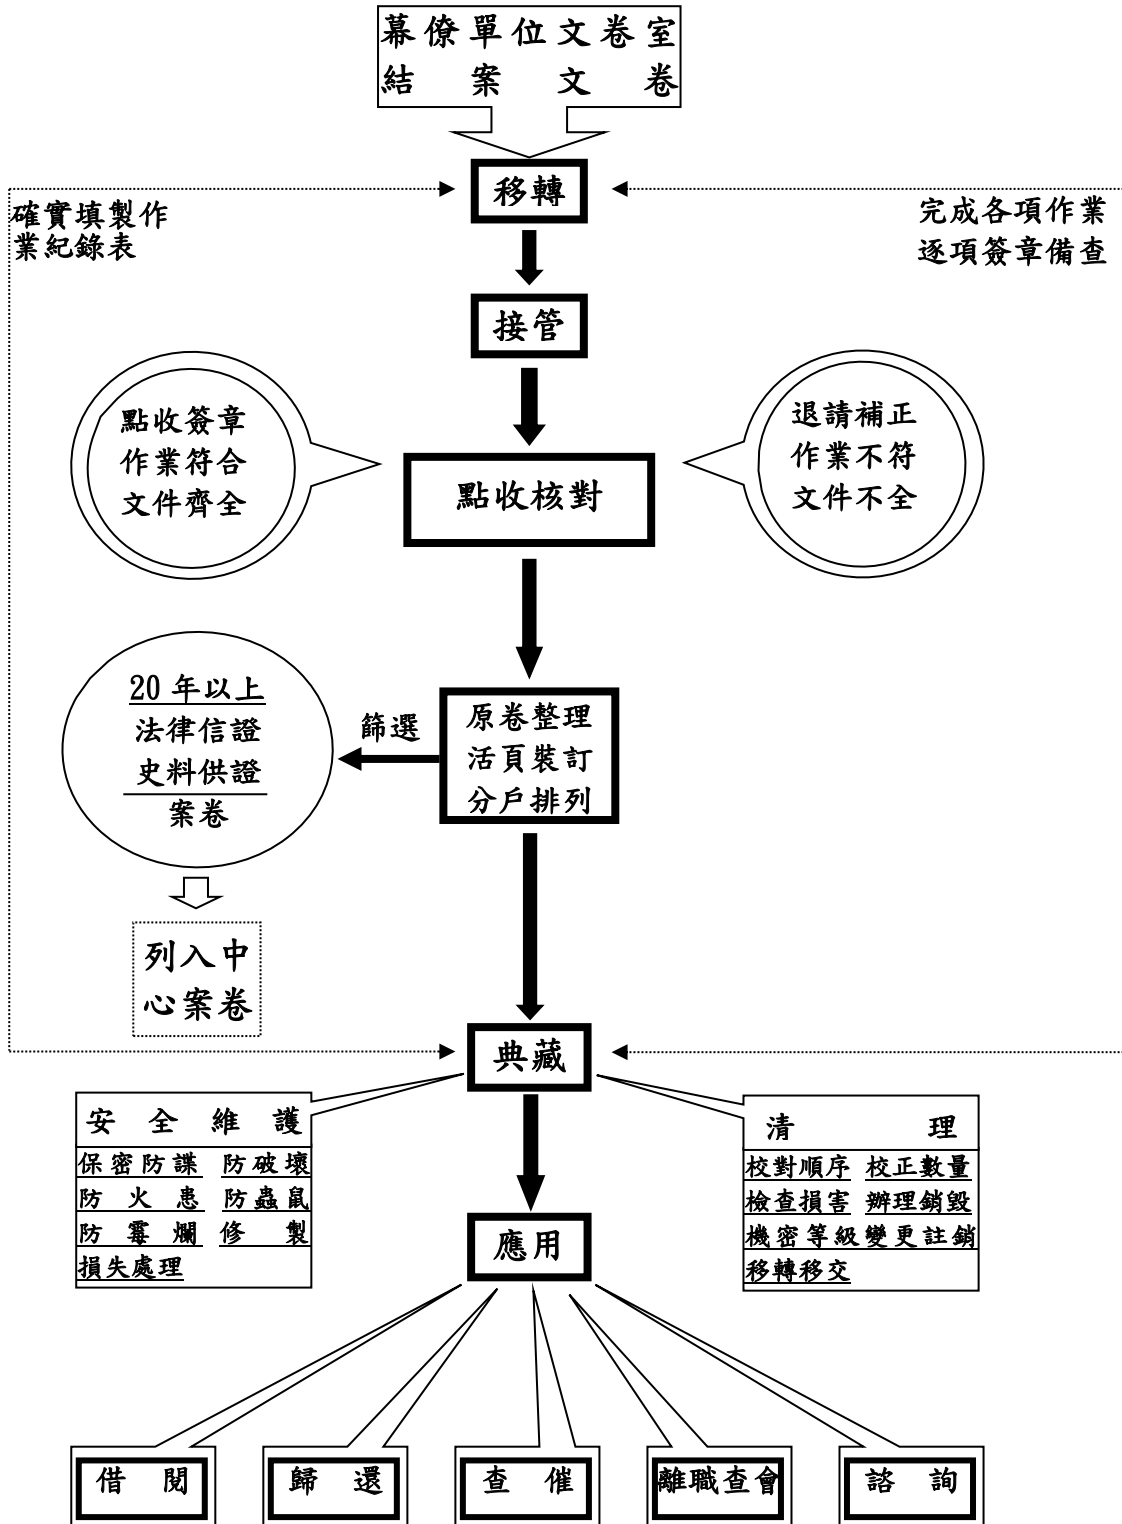 幕僚單位文卷室
結案文卷
移轉
確實填製作
業紀錄表
完成各項作業
逐項簽章備查
接管
點收簽章
作業符合
文件齊全
退請補正
作業不符
文件不全
點收核對
20年以上
法律信證
史料供證
案卷
篩選
原卷整理
活頁裝訂
分戶排列
列入中
心案卷
典藏
安全維護
保密防諜 防破壞
防火患 防蟲鼠
防霉爛 修製
損失處理
清理
校對順序 校正數量
檢查損害 辦理銷毀
機密等級變更註銷
移轉移交
應用
借閱
歸還
查催
離職查會
諮詢